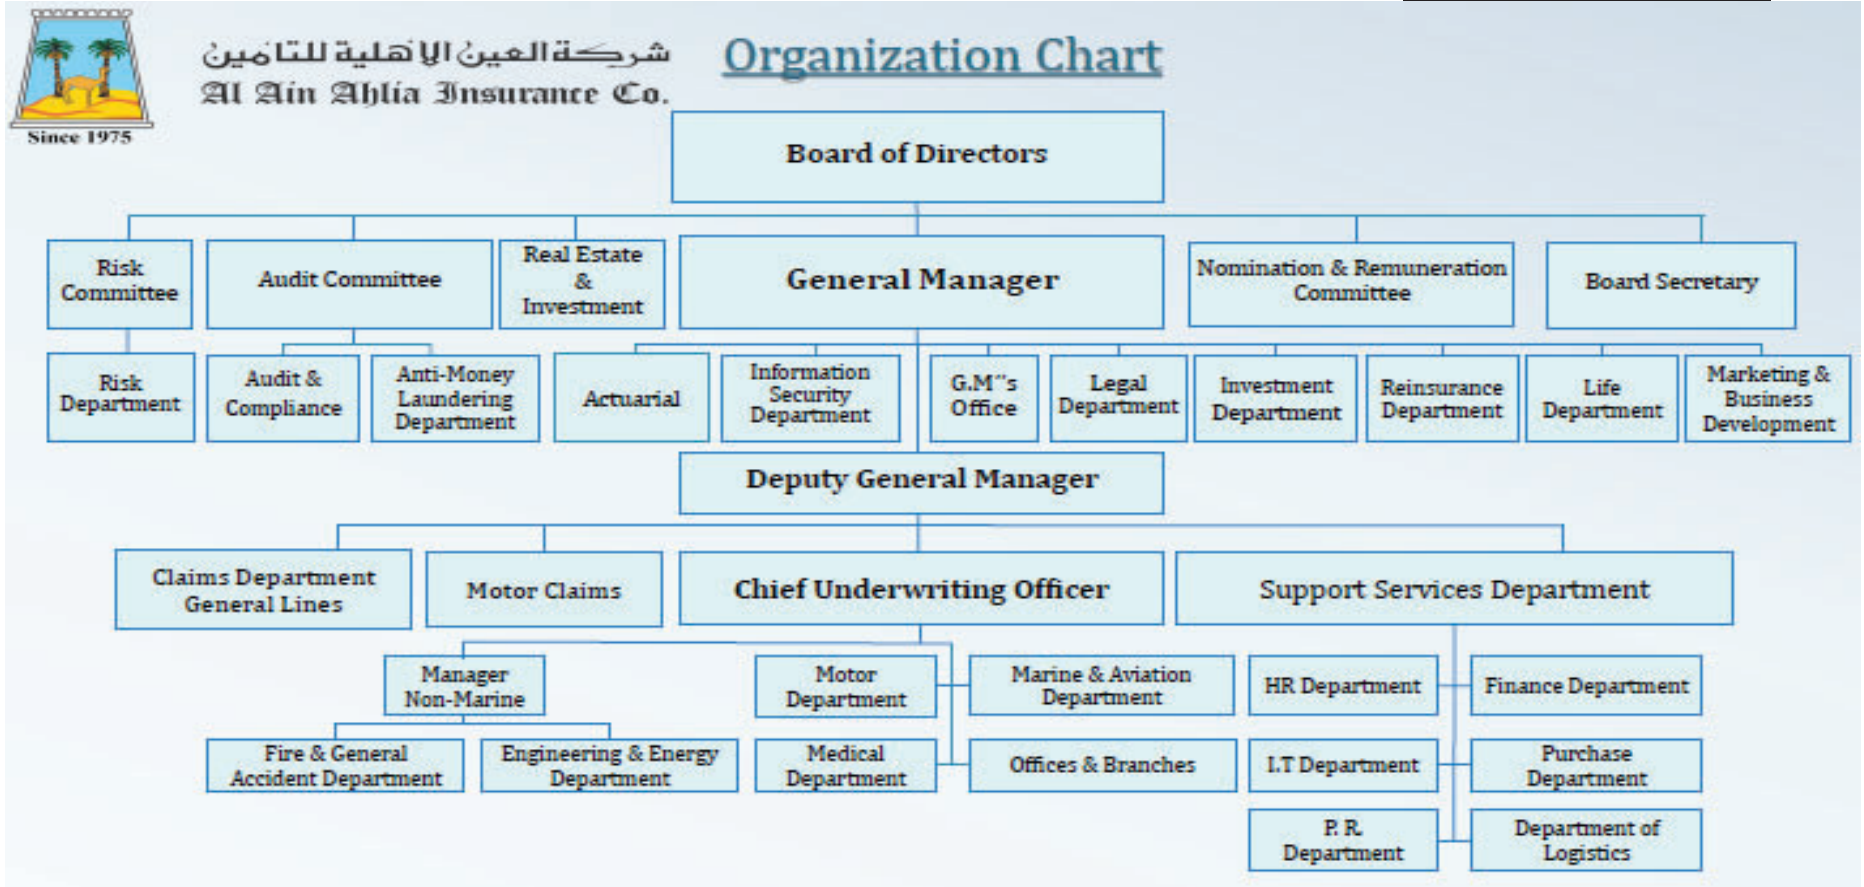 شركة العين الأهلية للتأمين
Organization Chart
Al Ain Ahlia Insurance Co.
Since 1975
Board of Directors
Risk
Committee
Audit Committee
Real Estate
&
Investment
General Manager
Nomination & Remuneration
Committee
Board Secretary
Risk
Department
Audit &
Compliance
Anti-Money
Laundering
Department
Actuarial
Information
Security
Department
G.M"s
Office
Legal
Department
Investment
Department
Reinsurance
Department
Life
Department
Marketing &
Business
Development
Deputy General Manager
Claims Department
General Lines
Motor Claims
Chief Underwriting Officer
Support Services Department
Manager
Non-Marine
Motor
Department
Marine & Aviation
Department
HR Department
Finance Department
Fire & General
Accident Department
Engineering & Energy
Department
Medical
Department
Offices & Branches
I.T Department
Purchase
Department
P. R.
Department
Department of
Logistics